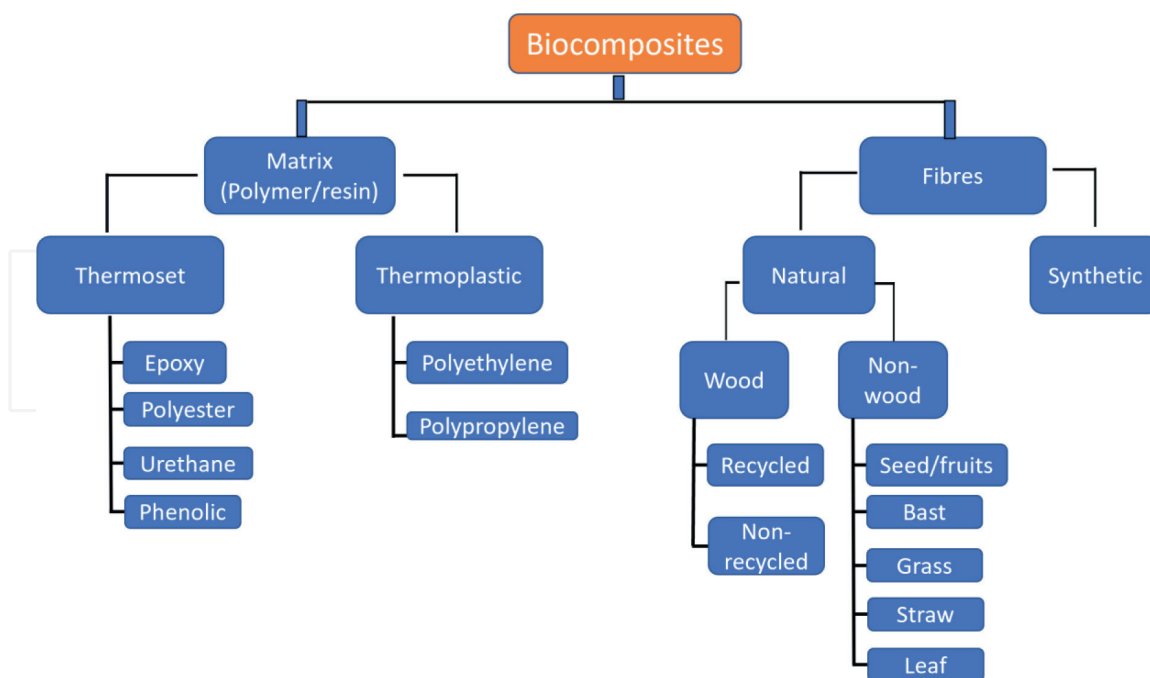 Biocomposites
Matrix
(Polymer/resin)
Fibres
Thermoset
Thermoplastic
Natural
Synthetic
Epoxy
Polyester
Urethane
Phenolic
Polyethylene
Polypropylene
Wood
Non-
wood
Recycled
Non-
recycled
Seed/fruits
Bast
Grass
Straw
Leaf